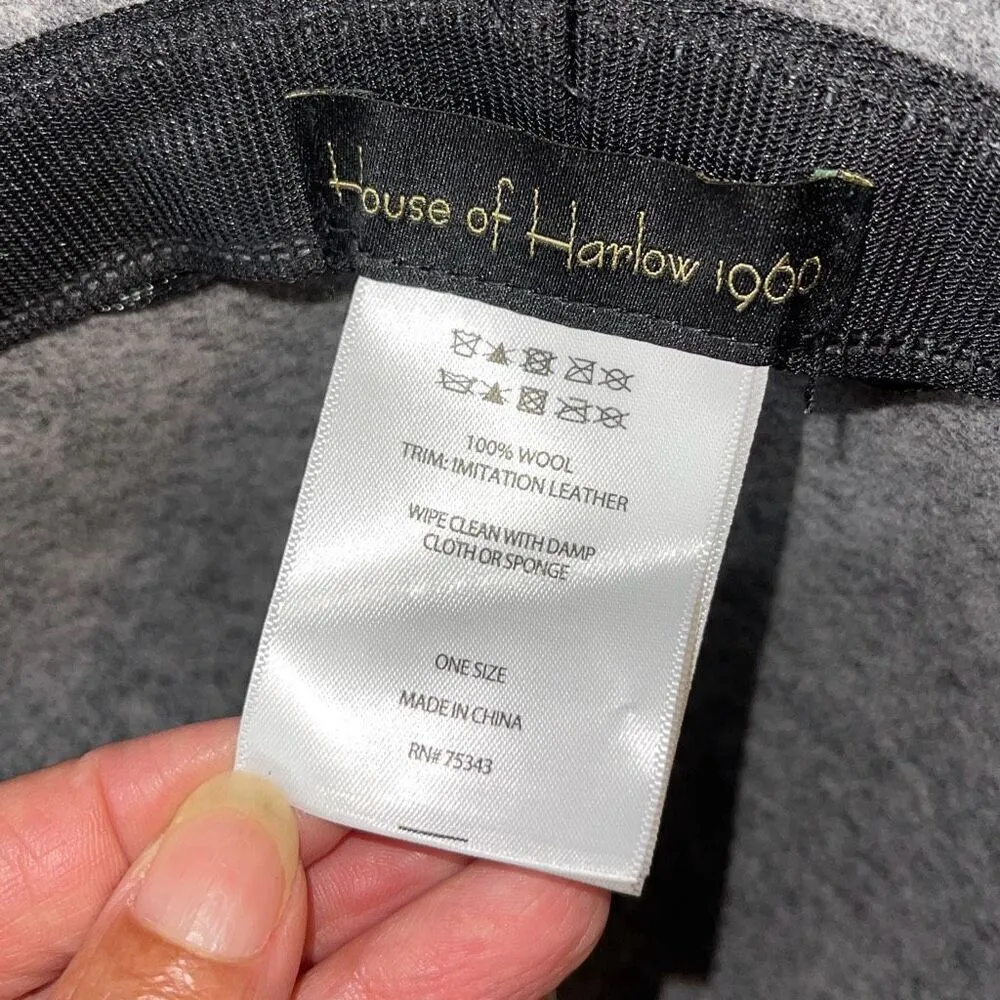 House of Harlow 1960
100% WOOL
TRIM: IMITATION LEATHER
WIPE CLEAN WITH DAMP
CLOTH OR SPONGE
ONE SIZE
MADE IN CHINA
RN# 75343